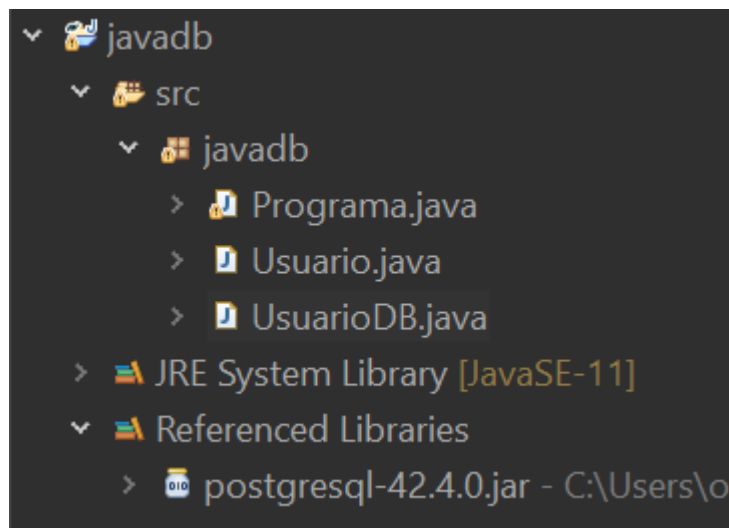 javadb
src
javadb
Programa.java
Usuario.java
UsuarioDB.java
JRE System Library [JavaSE-11]
Referenced Libraries
postgresql-42.4.0.jar - C:\Users\o